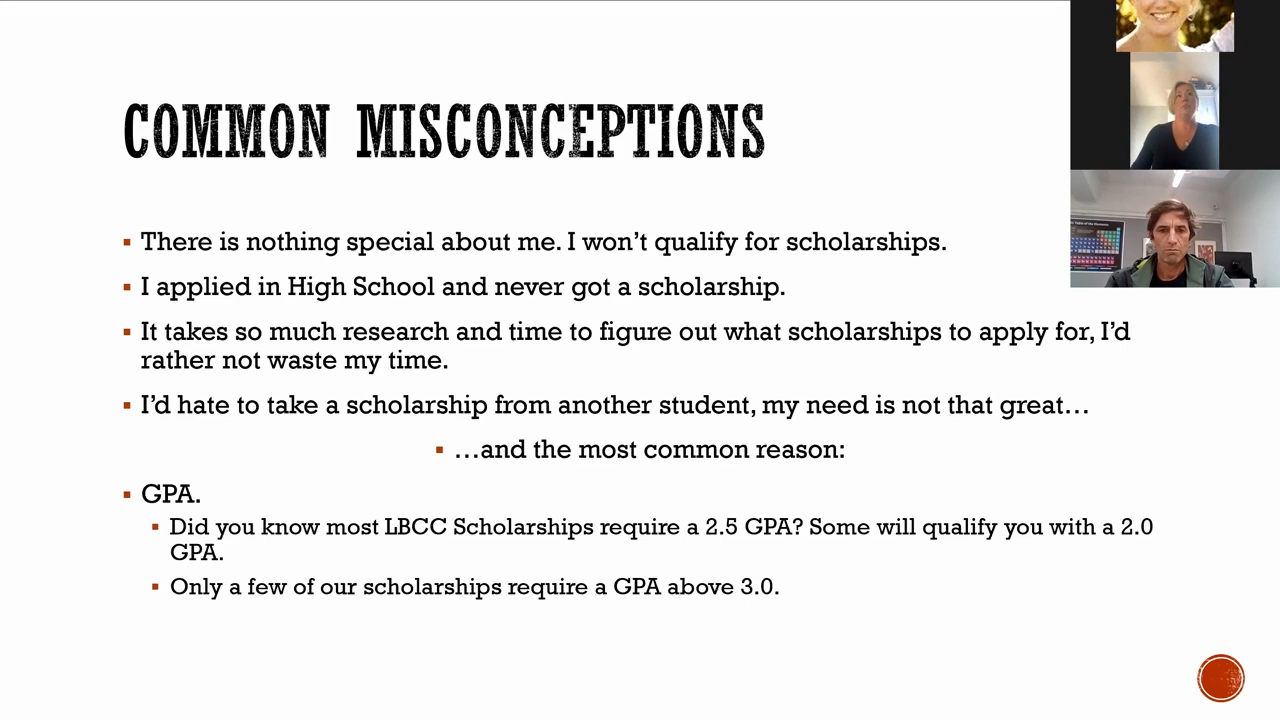 COMMON MISCONCEPTIONS
There is nothing special about me. I won’t qualify for scholarships.
I applied in High School and never got a scholarship.
It takes so much research and time to figure out what scholarships to apply for, I’d
rather not waste my time.
I’d hate to take a scholarship from another student, my need is not that great…
…and the most common reason:
GPA.
Did you know most LBCC Scholarships require a 2.5 GPA? Some will qualify you with a 2.0
GPA.
Only a few of our scholarships require a GPA above 3.0.